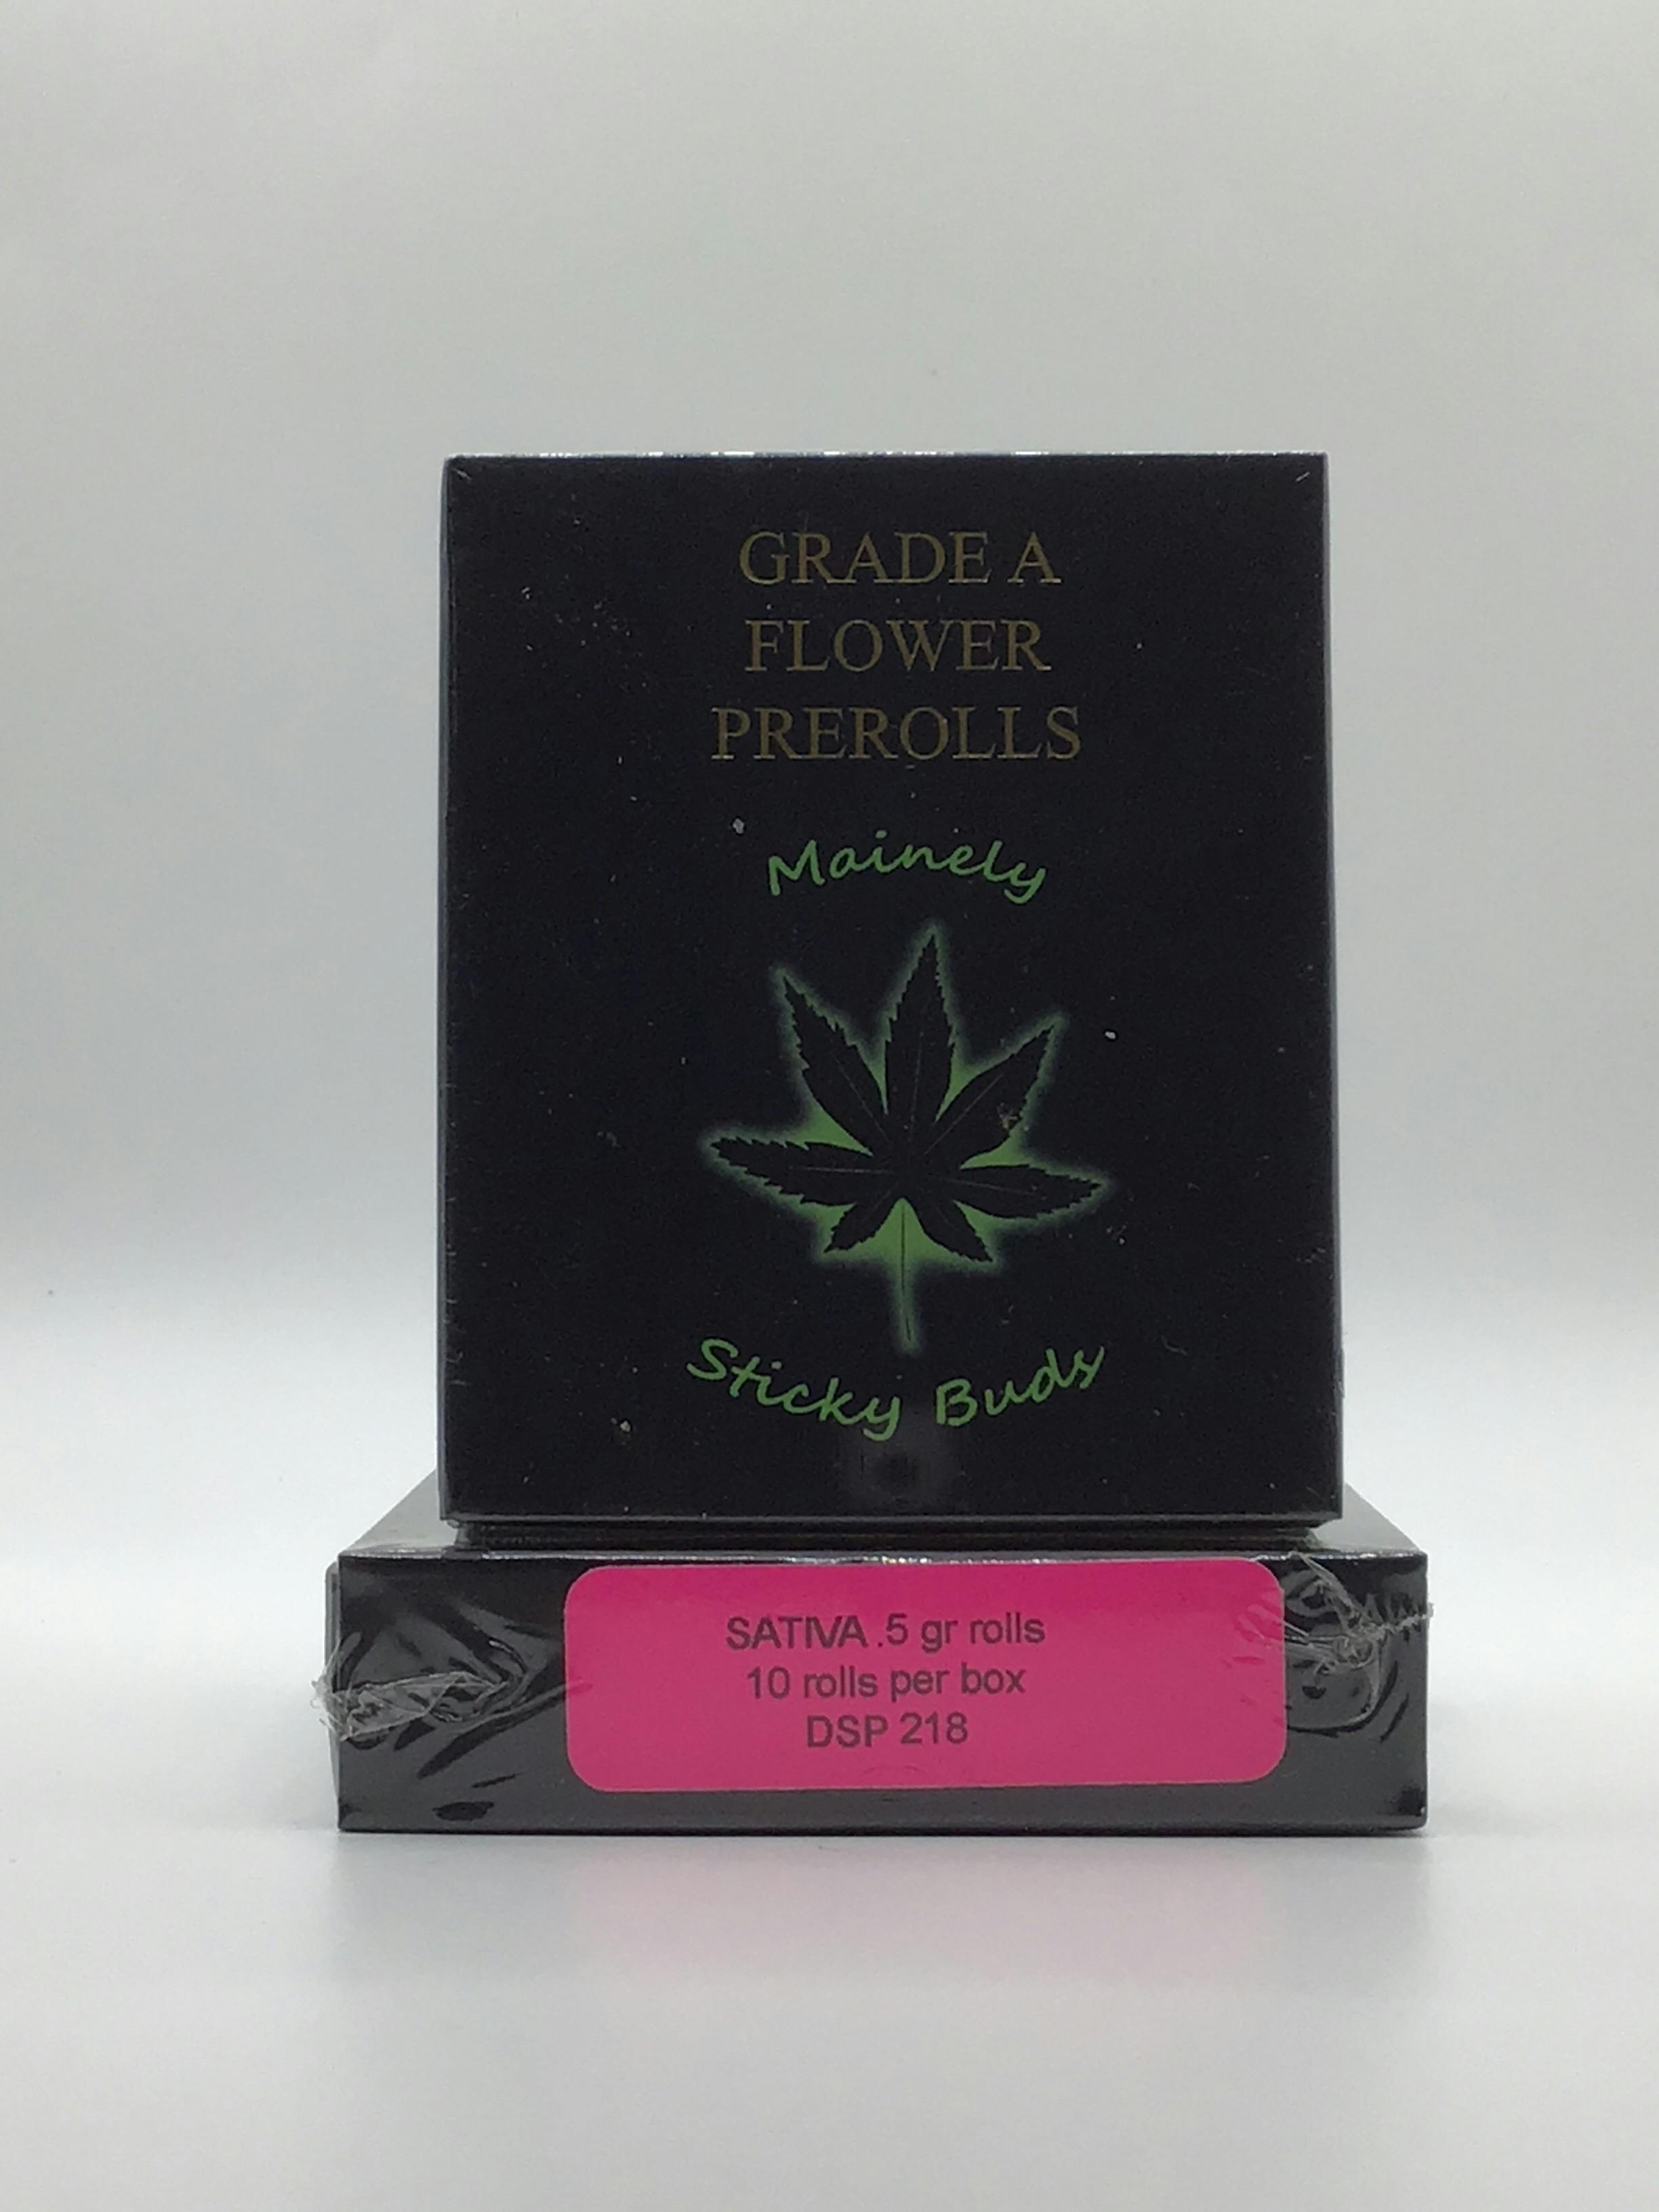 GRADE A
FLOWER
PREROLLS
Mainely
Sticky Buds
SATIVA .5 gr rolls
10 rolls per box
DSP 218